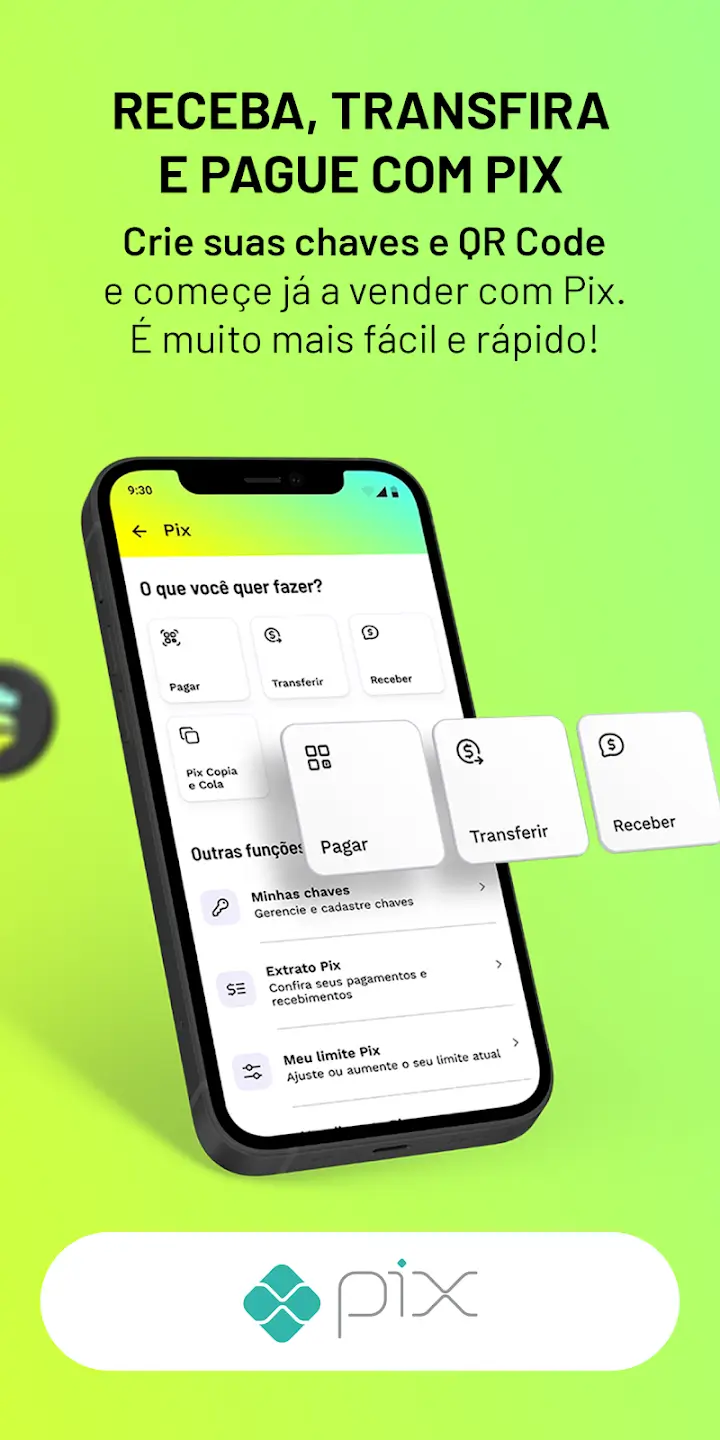 RECEBA, TRANSFIRA
E PAGUE COM PIX
Crie suas chaves e QR Code
e começe já a vender com Pix.
É muito mais fácil e rápido!
9:30
Pix
O que você quer fazer?
Pagar
Transferir
Receber
Pix Copia
e Cola
Pagar
Transferir
Receber
Outras funções
Minhas chaves
Gerencie e cadastre chaves
Extrato Pix
Confira seus pagamentos e
recebimentos
Meu limite Pix
Ajuste ou aumente o seu limite atual
pix